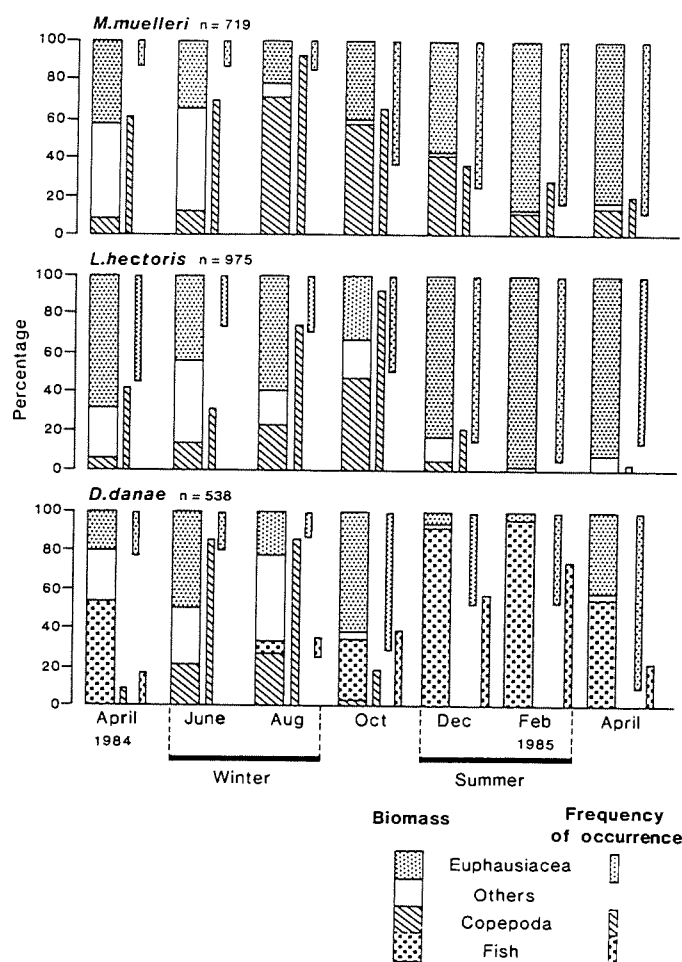 M.muelleri n = 719
100
80
60
40
20
0
L.hectoris n = 975
100
80
60
40
20
0
Percentage
D.danae n = 538
100
80
60
40
20
0
April June Aug Oct Dec Feb April
1984 1985
Winter Summer
Biomass Frequency of occurrence
Euphausiacea
Others
Copepoda
Fish